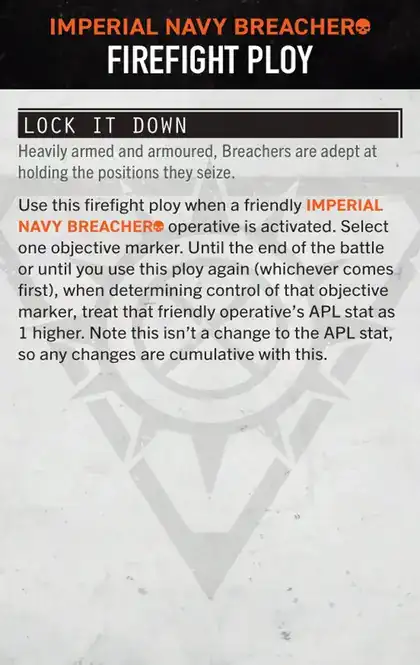 IMPERIAL NAVY BREACHER
FIREFIGHT PLOY
LOCK IT DOWN
Heavily armed and armoured, Breachers are adept at
holding the positions they seize.
Use this firefight ploy when a friendly IMPERIAL
NAVY BREACHER operative is activated. Select
one objective marker. Until the end of the battle
or until you use this ploy again (whichever comes
first), when determining control of that objective
marker, treat that friendly operative's APL stat as
1 higher. Note this isn't a change to the APL stat,
so any changes are cumulative with this.